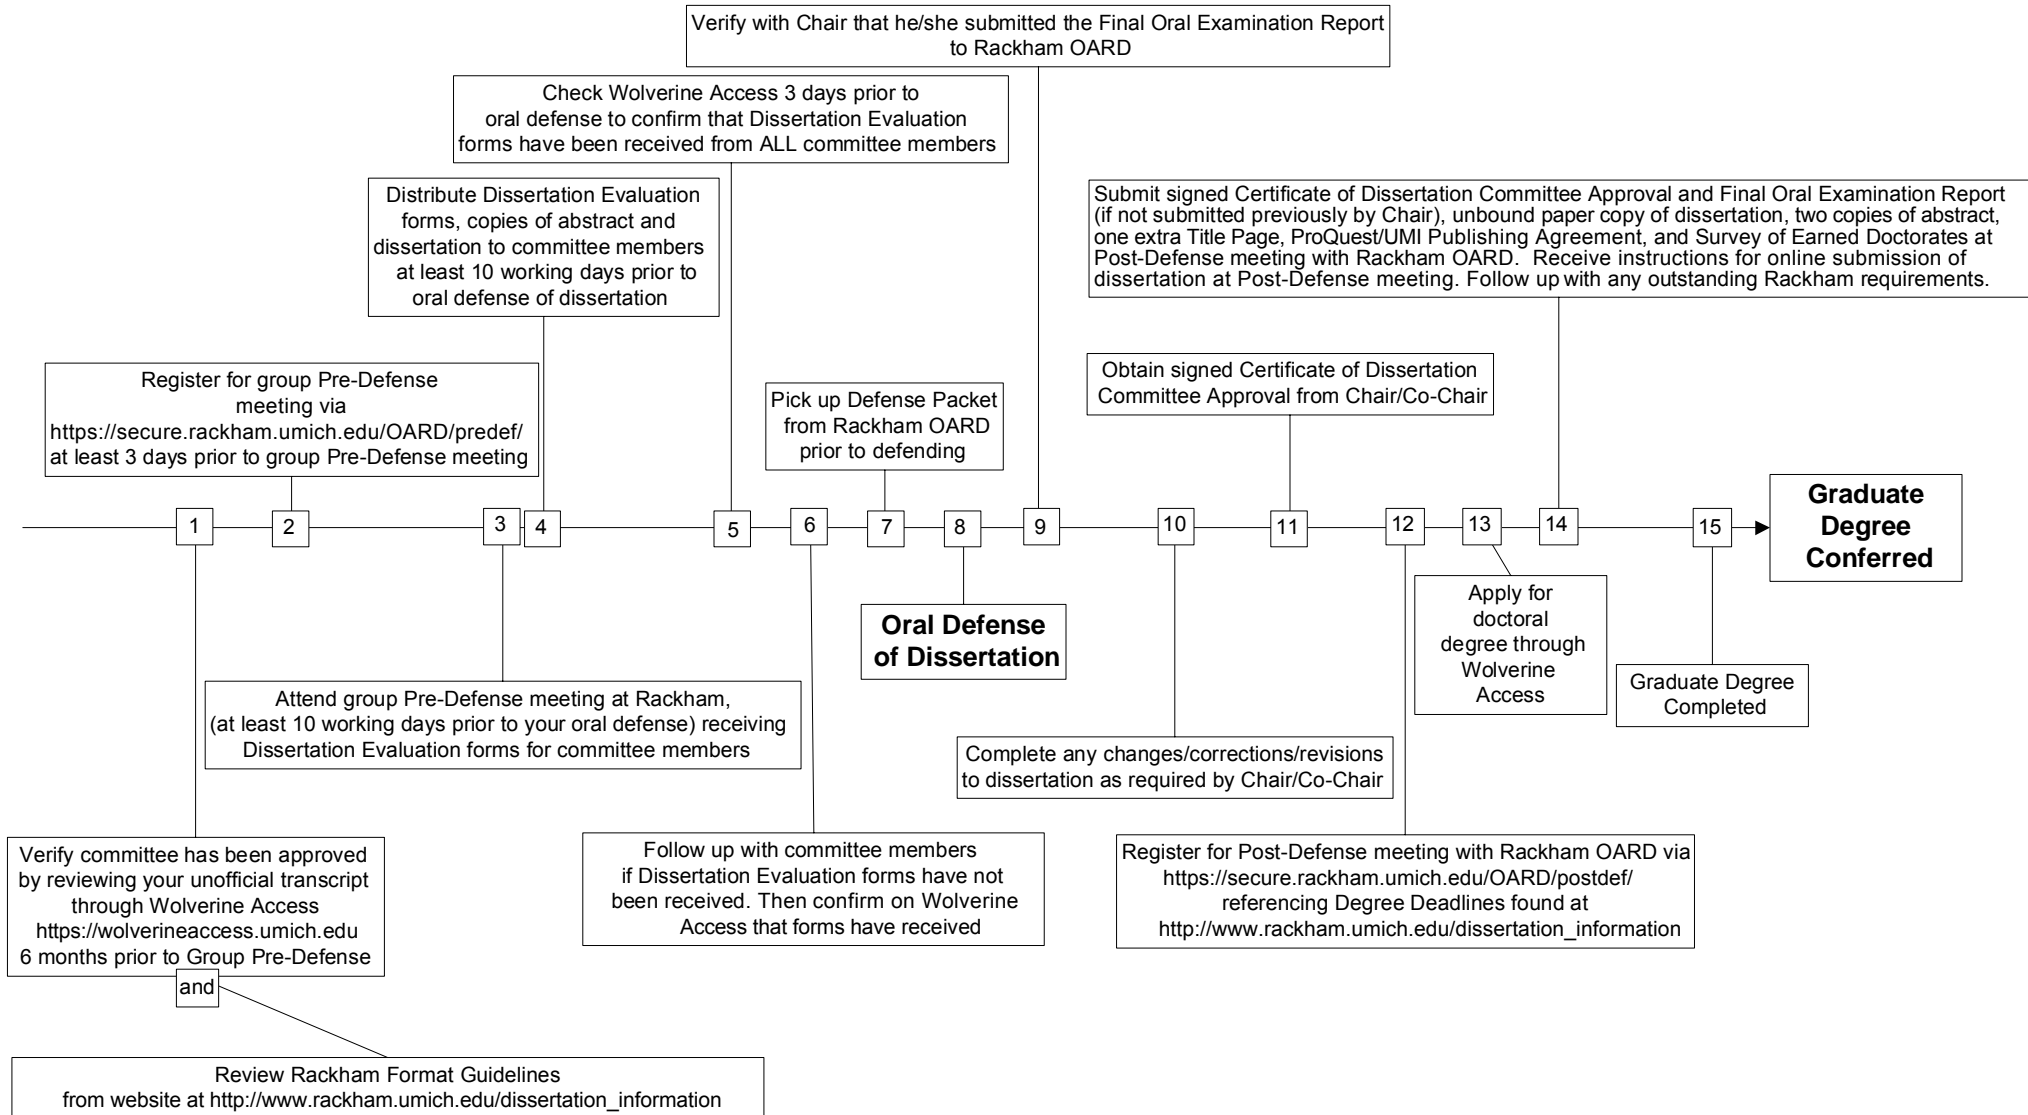 Verify with Chair that he/she submitted the Final Oral Examination Report
to Rackham OARD
Check Wolverine Access 3 days prior to
oral defense to confirm that Dissertation Evaluation
forms have been received from ALL committee members
Distribute Dissertation Evaluation
forms, copies of abstract and
dissertation to committee members
at least 10 working days prior to
oral defense of dissertation
Submit signed Certificate of Dissertation Committee Approval and Final Oral Examination Report
(if not submitted previously by Chair), unbound paper copy of dissertation, two copies of abstract,
one extra Title Page, ProQuest/UMI Publishing Agreement, and Survey of Earned Doctorates at
Post-Defense meeting with Rackham OARD. Receive instructions for online submission of
dissertation at Post-Defense meeting. Follow up with any outstanding Rackham requirements.
Register for group Pre-Defense
meeting via
https://secure.rackham.umich.edu/OARD/predef/
at least 3 days prior to group Pre-Defense meeting
Pick up Defense Packet
from Rackham OARD
prior to defending
Obtain signed Certificate of Dissertation
Committee Approval from Chair/Co-Chair
1 2 3 4 5 6 7 8 9 10 11 12 13 14 15
Graduate
Degree
Conferred
Oral Defense
of Dissertation
Apply for
doctoral
degree through
Wolverine
Access
Graduate Degree
Completed
Attend group Pre-Defense meeting at Rackham,
(at least 10 working days prior to your oral defense) receiving
Dissertation Evaluation forms for committee members
Complete any changes/corrections/revisions
to dissertation as required by Chair/Co-Chair
Verify committee has been approved
by reviewing your unofficial transcript
through Wolverine Access
https://wolverineaccess.umich.edu
6 months prior to Group Pre-Defense
and
Follow up with committee members
if Dissertation Evaluation forms have not
been received. Then confirm on Wolverine
Access that forms have received
Register for Post-Defense meeting with Rackham OARD via
https://secure.rackham.umich.edu/OARD/postdef/
referencing Degree Deadlines found at
http://www.rackham.umich.edu/dissertation_information
Review Rackham Format Guidelines
from website at http://www.rackham.umich.edu/dissertation_information